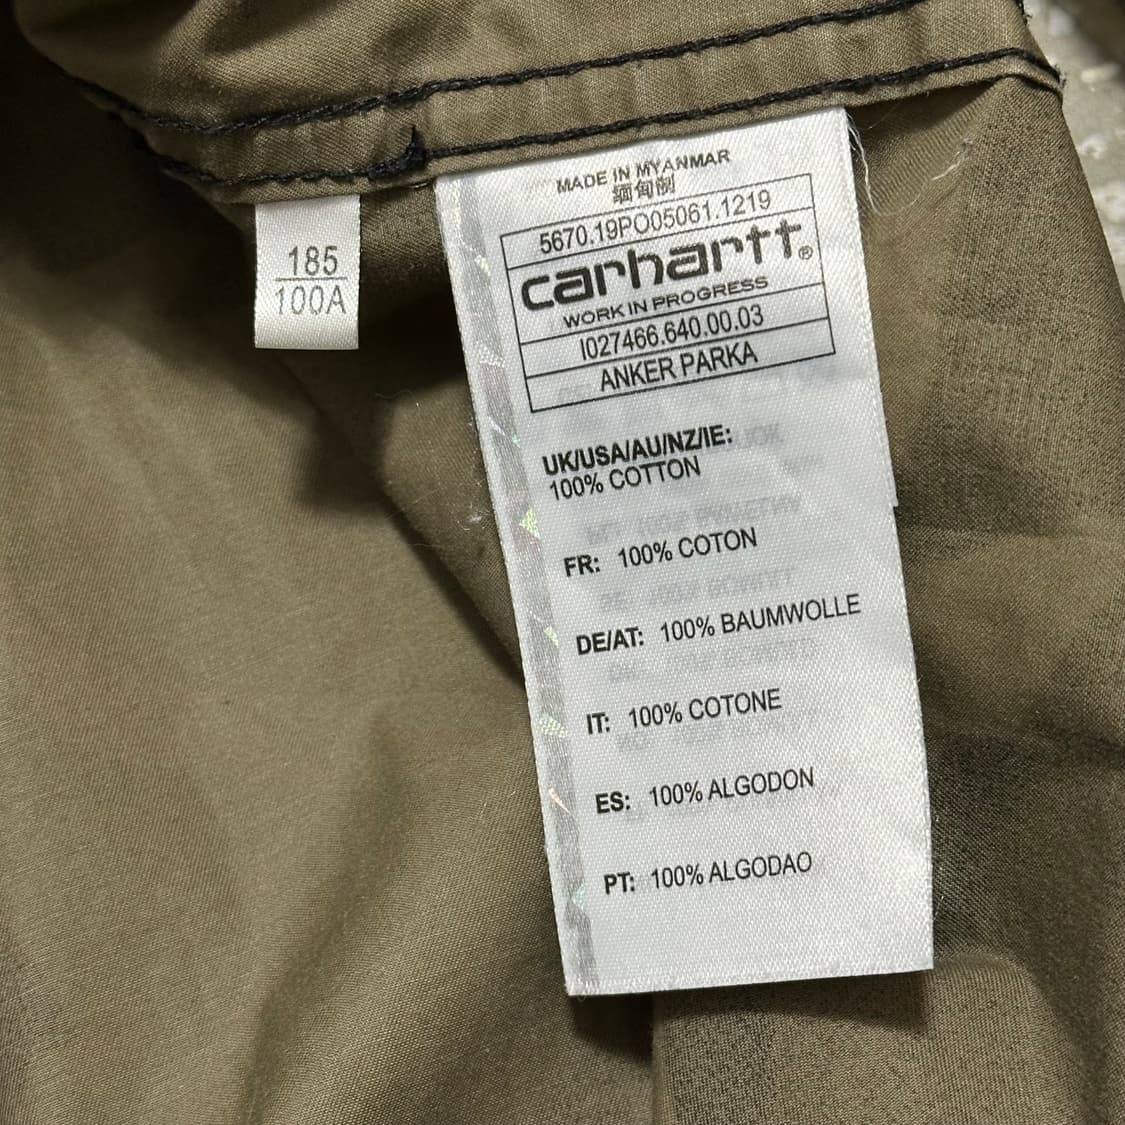 185
100A
MADE IN MYANMAR
缅甸制
5670.19PO05061.1219
carhartt®
WORK IN PROGRESS
I027466.640.00.03
ANKER PARKA
UK/USA/AU/NZ/IE:
100% COTTON
FR: 100% COTON
DE/AT: 100% BAUMWOLLE
IT: 100% COTONE
ES: 100% ALGODON
PT: 100% ALGODAO